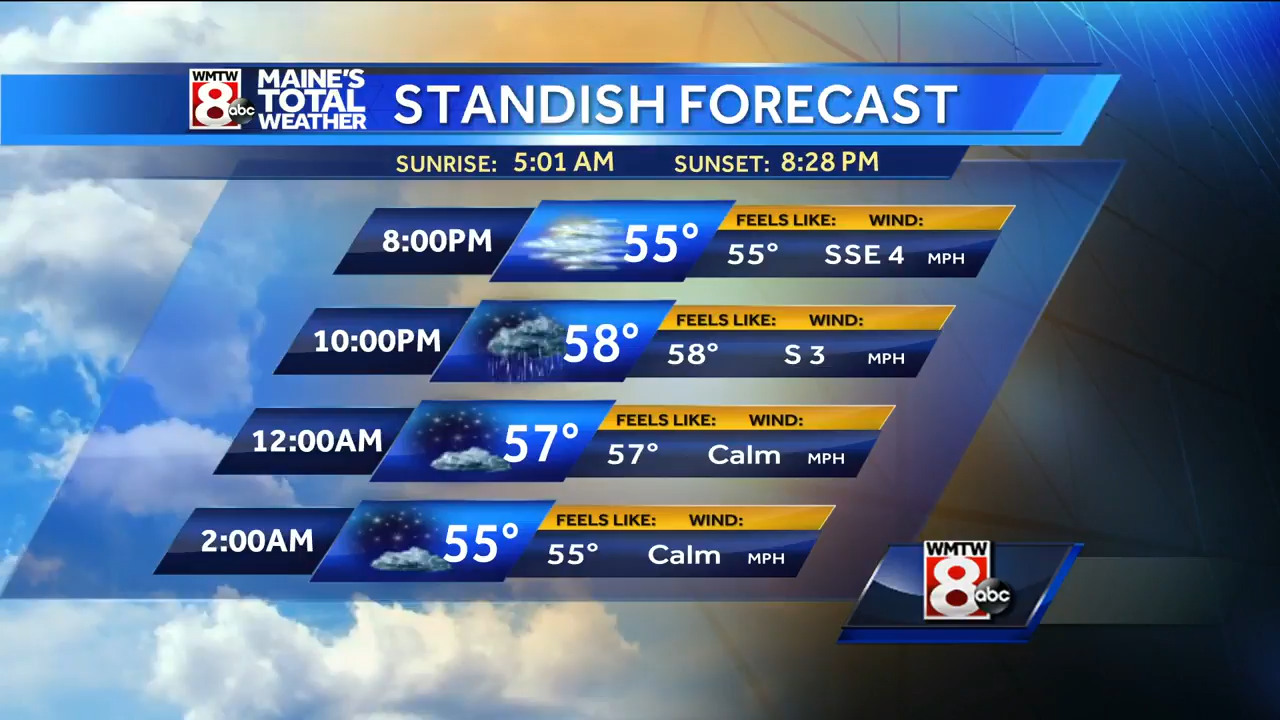 WMTW
8
abc
MAINE'S
TOTAL
WEATHER
STANDISH FORECAST
SUNRISE: 5:01 AM SUNSET: 8:28 PM
FEELS LIKE: WIND:
8:00PM 55° 55° SSE 4 MPH
FEELS LIKE: WIND:
10:00PM 58° 58° S 3 MPH
FEELS LIKE: WIND:
12:00AM 57° 57° Calm MPH
FEELS LIKE: WIND:
2:00AM 55° 55° Calm MPH
WMTW
8
abc